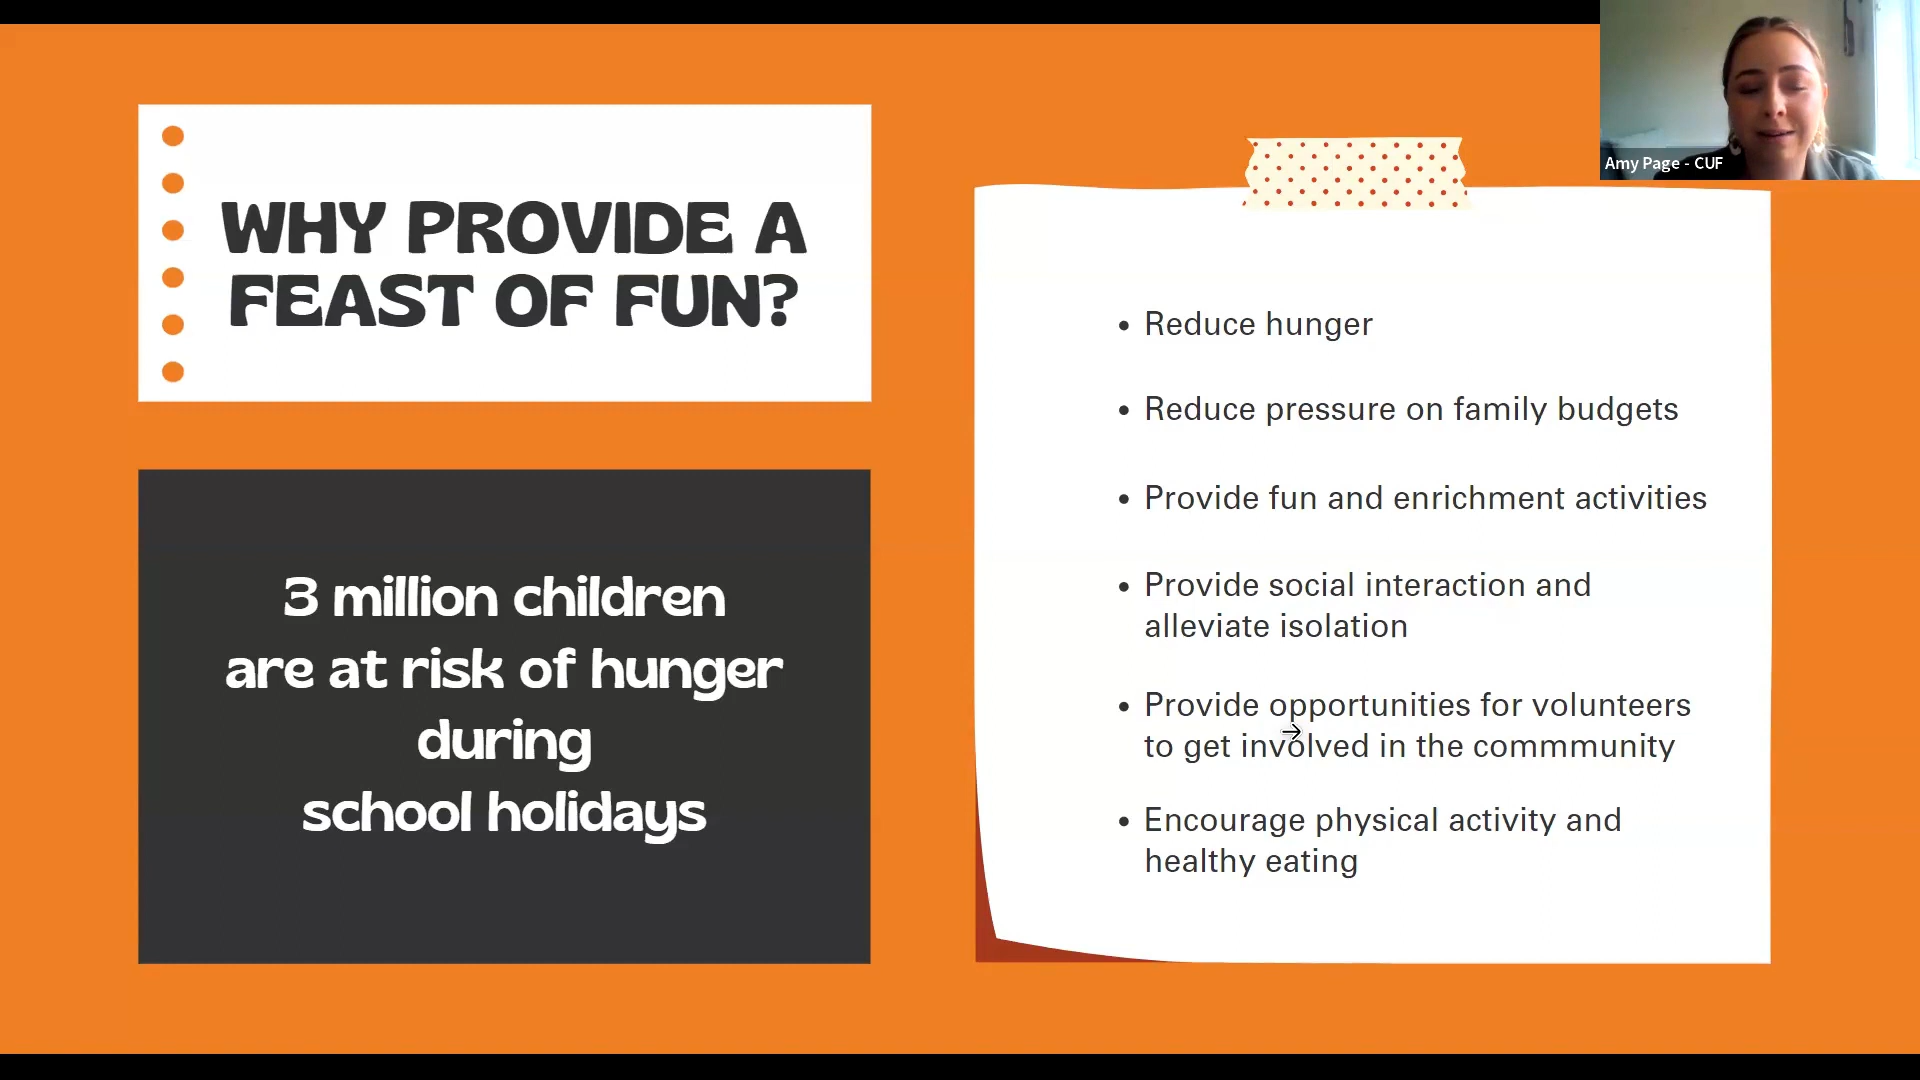 WHY PROVIDE A
FEAST OF FUN?
3 million children
are at risk of hunger
during
school holidays
• Reduce hunger
• Reduce pressure on family budgets
• Provide fun and enrichment activities
• Provide social interaction and
alleviate isolation
• Provide opportunities for volunteers
to get involved in the commmunity
• Encourage physical activity and
healthy eating
Amy Page - CUF